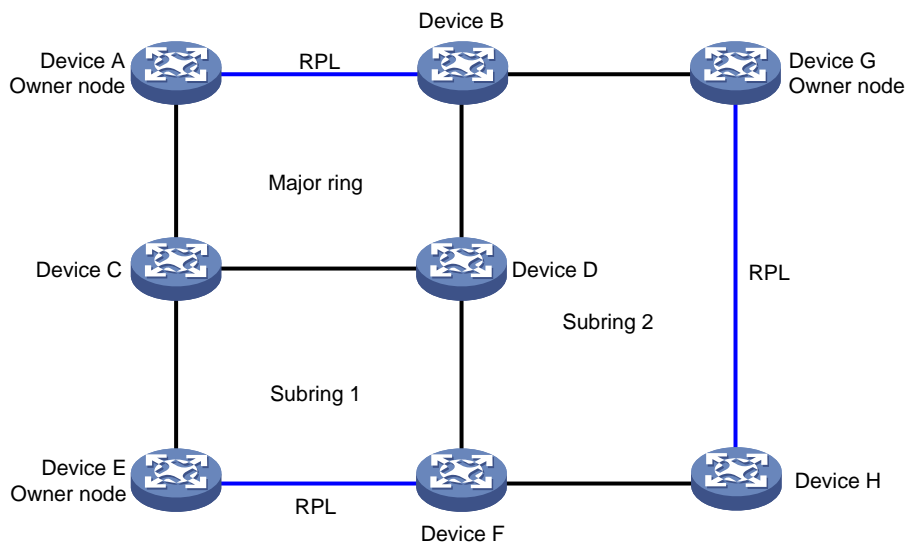 Device B
Device A
Owner node
RPL
Device G
Owner node
Major ring
Device C
Device D
RPL
Subring 2
Subring 1
Device E
Owner node
RPL
Device F
Device H